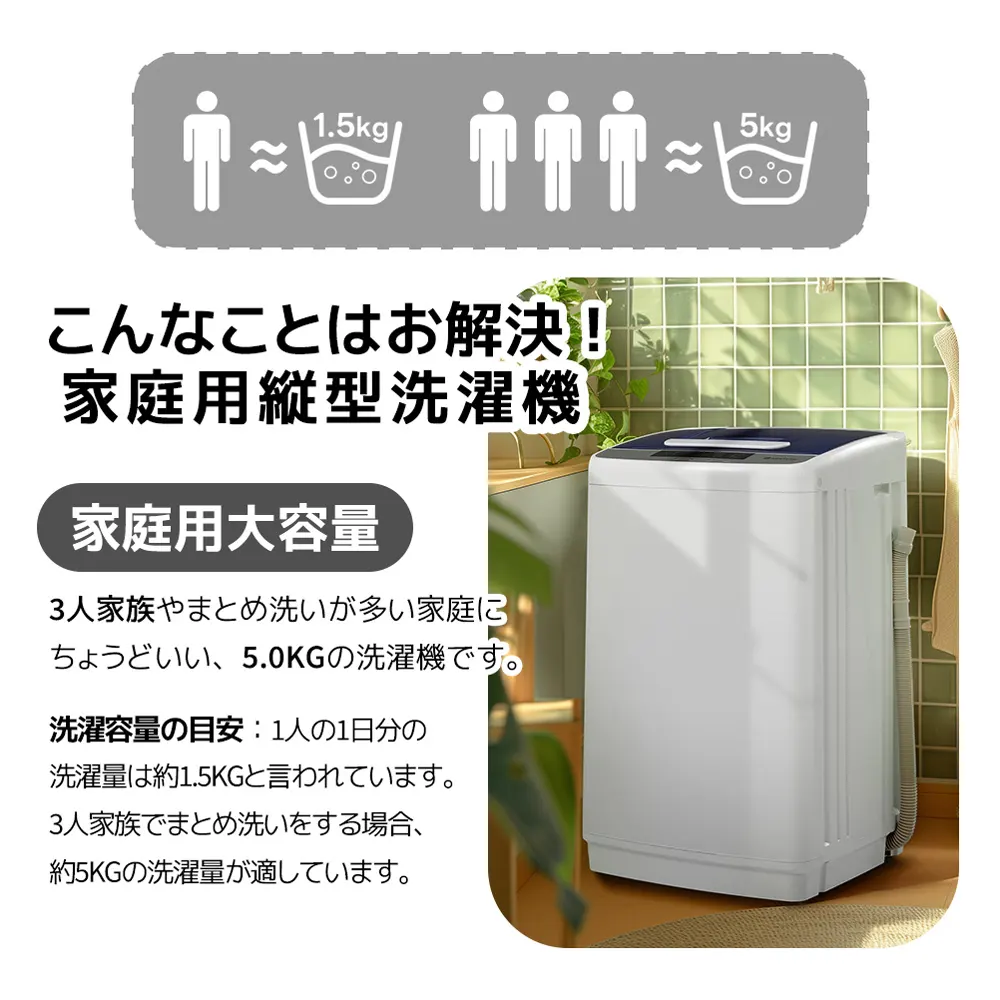 1.5kg
5kg
こんなことはお解決！
家庭用縦型洗濯機
家庭用大容量
3人家族やまとめ洗いが多い家庭に
ちょうどいい、5.0KGの洗濯機です。
洗濯容量の目安：1人の1日分の
洗濯量は約1.5KGと言われています。
3人家族でまとめ洗いをする場合、
約5KGの洗濯量が適しています。